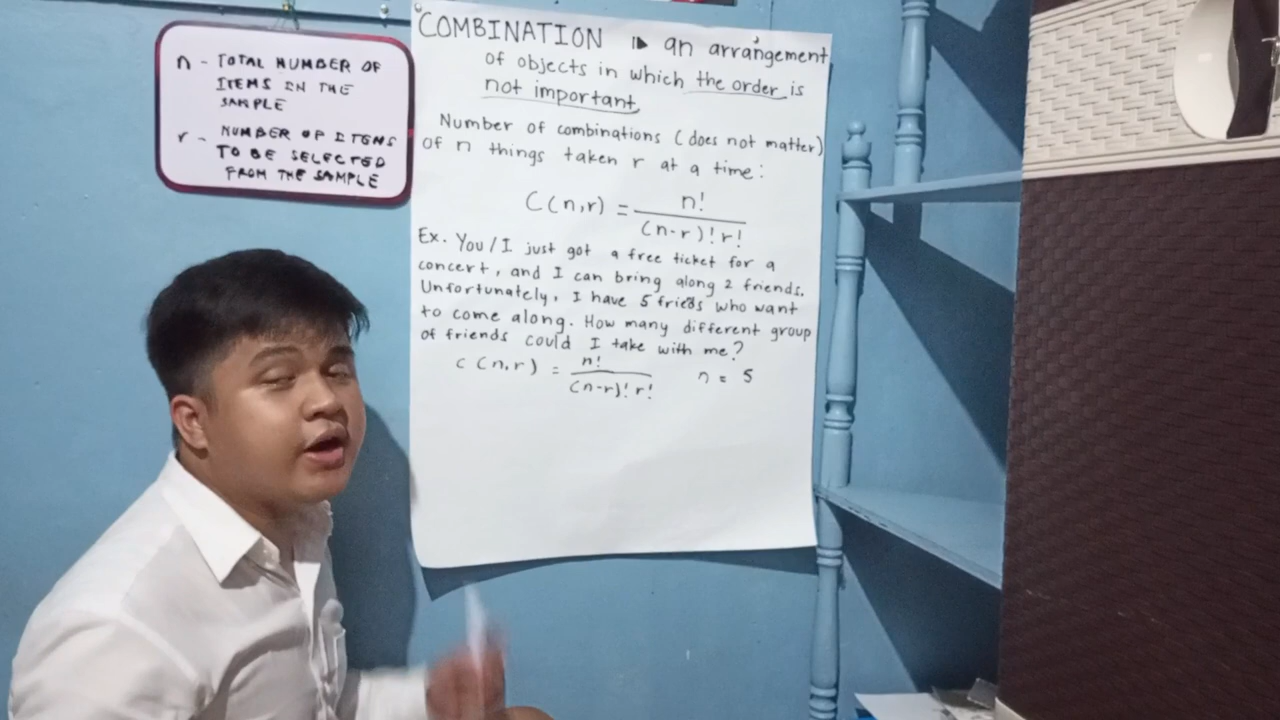 n - TOTAL NUMBER OF
ITEMS IN THE
SAMPLE
r - NUMBER OF ITEMS
TO BE SELECTED
FROM THE SAMPLE
COMBINATION is an arrangement
of objects in which the order is
not important
Number of combinations (does not matter)
of n things taken r at a time:
C(n,r) = n!
(n-r)! r!
Ex. You/I just got a free ticket for a
concert, and I can bring along 2 friends.
Unfortunately, I have 5 frieds who want
to come along. How many different group
of friends could I take with me?
C(n,r) = n! n = 5
(n-r)! r!